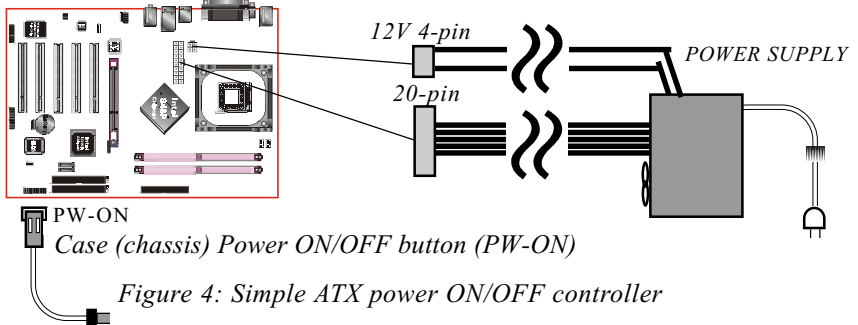 12V 4-pin
POWER SUPPLY
20-pin
PW-ON
Case (chassis) Power ON/OFF button (PW-ON)
Figure 4: Simple ATX power ON/OFF controller